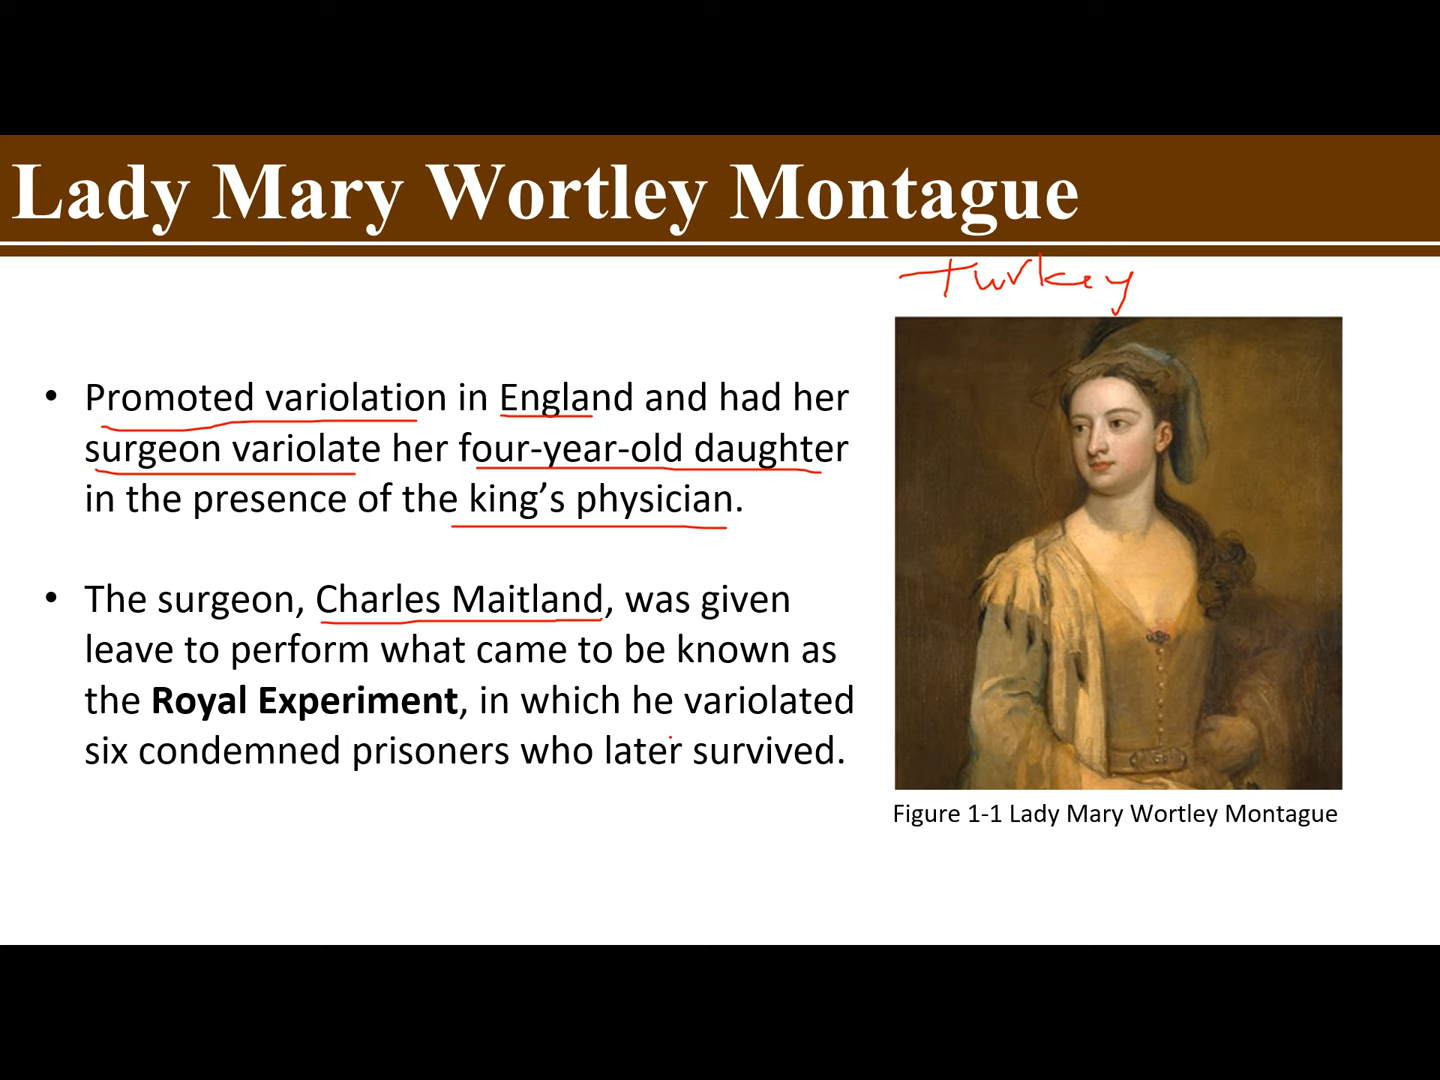 Lady Mary Wortley Montague
turkey
• Promoted variolation in England and had her
surgeon variolate her four-year-old daughter
in the presence of the king’s physician.
• The surgeon, Charles Maitland, was given
leave to perform what came to be known as
the Royal Experiment, in which he variolated
six condemned prisoners who later survived.
Figure 1-1 Lady Mary Wortley Montague